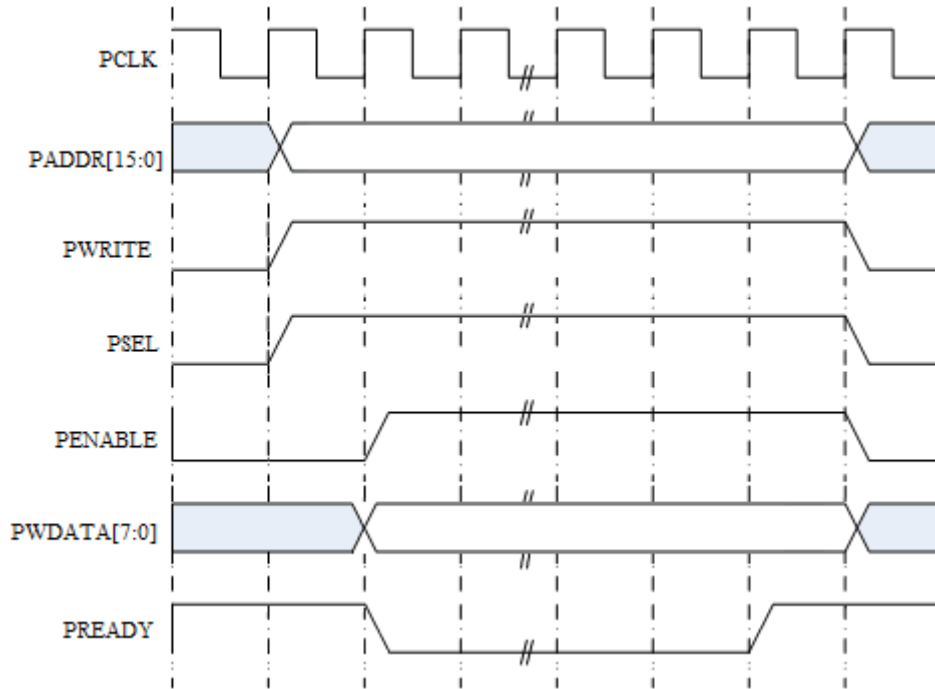 PCLK
PADDR[15:0]
PWRITE
PSEL
PENABLE
PWDATA[7:0]
PREADY